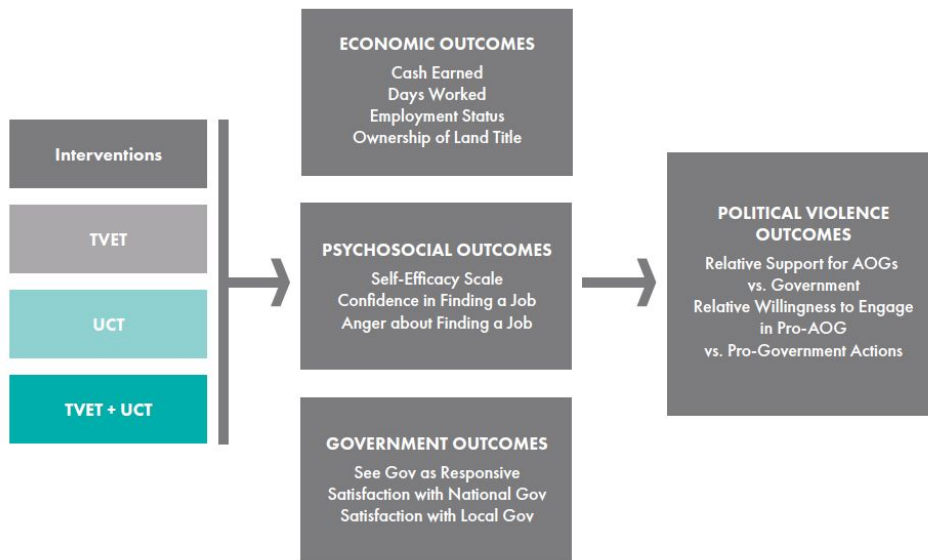 Interventions
TVET
UCT
TVET + UCT
ECONOMIC OUTCOMES
Cash Earned
Days Worked
Employment Status
Ownership of Land Title
PSYCHOSOCIAL OUTCOMES
Self-Efficacy Scale
Confidence in Finding a Job
Anger about Finding a Job
GOVERNMENT OUTCOMES
See Gov as Responsive
Satisfaction with National Gov
Satisfaction with Local Gov
POLITICAL VIOLENCE
OUTCOMES
Relative Support for AOGs
vs. Government
Relative Willingness to Engage
in Pro-AOG
vs. Pro-Government Actions